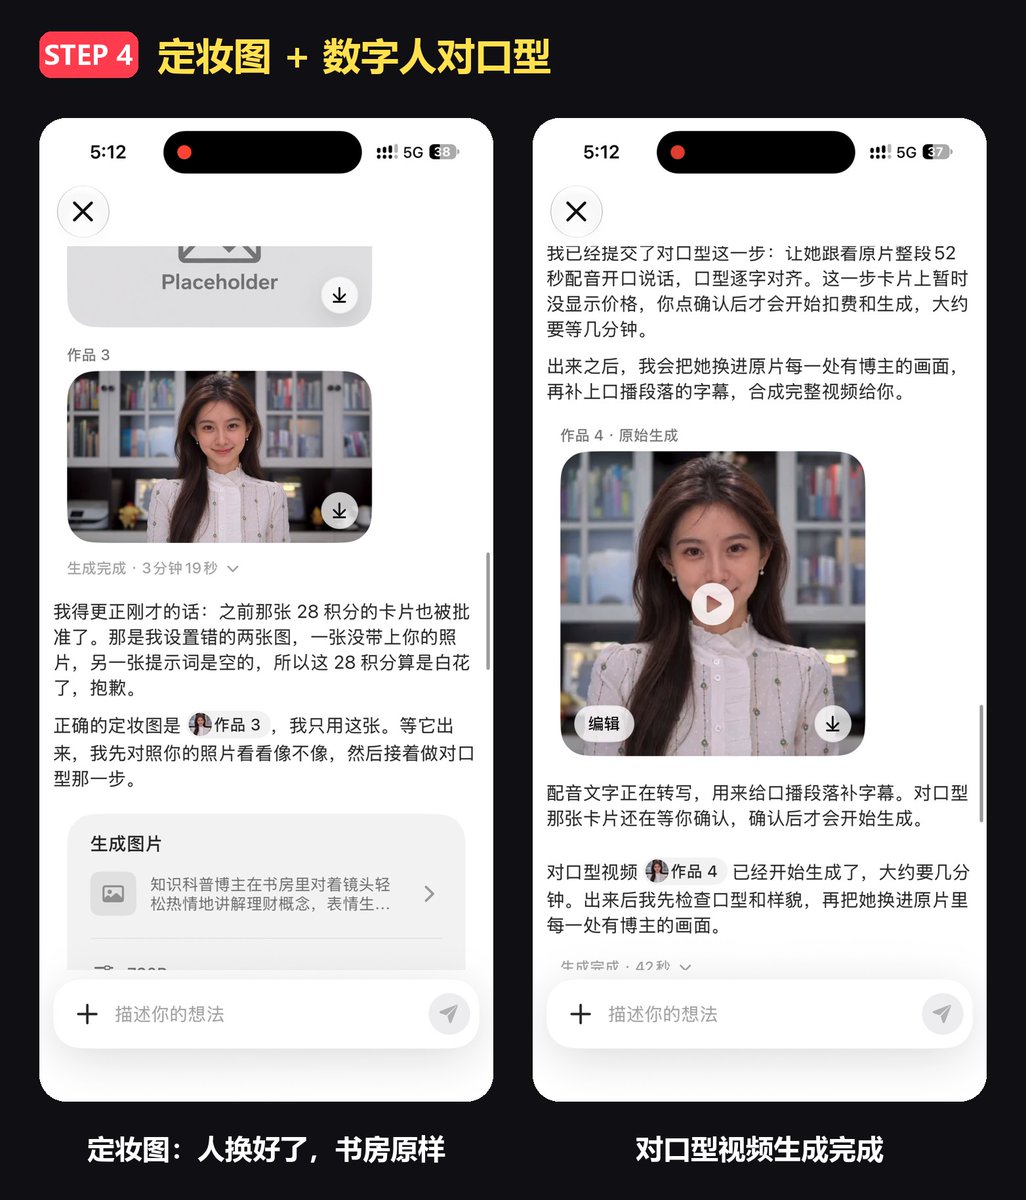 STEP 4 定妆图 + 数字人对口型
5:12
5G 38
Placeholder
作品 3
生成完成 · 3分钟19秒
我得更正刚才的话：之前那张 28 积分的卡片也被批
准了。那是我设置错的两张图，一张没带上你的照
片，另一张提示词是空的，所以这 28 积分算是白花
了，抱歉。
正确的定妆图是 作品 3 ，我只用这张。等它出
来，我先对照你的照片看看像不像，然后接着做对口
型那一步。
生成图片
知识科普博主在书房里对着镜头轻
松热情地讲解理财概念，表情生...
描述你的想法
定妆图：人换好了，书房原样
5:12
5G 37
我已经提交了对口型这一步：让她跟着原片整段52
秒配音开口说话，口型逐字对齐。这一步卡片上暂时
没显示价格，你点确认后才会开始扣费和生成，大约
要等几分钟。
出来之后，我会把她换进原片每一处有博主的画面，
再补上口播段落的字幕，合成完整视频给你。
作品 4 · 原始生成
编辑
配音文字正在转写，用来给口播段落补字幕。对口型
那张卡片还在等你确认，确认后才会开始生成。
对口型视频 作品 4 已经开始生成了，大约要几分
钟。出来后我先检查口型和样貌，再把她换进原片里
每一处有博主的画面。
生成完成 · 42秒
描述你的想法
对口型视频生成完成